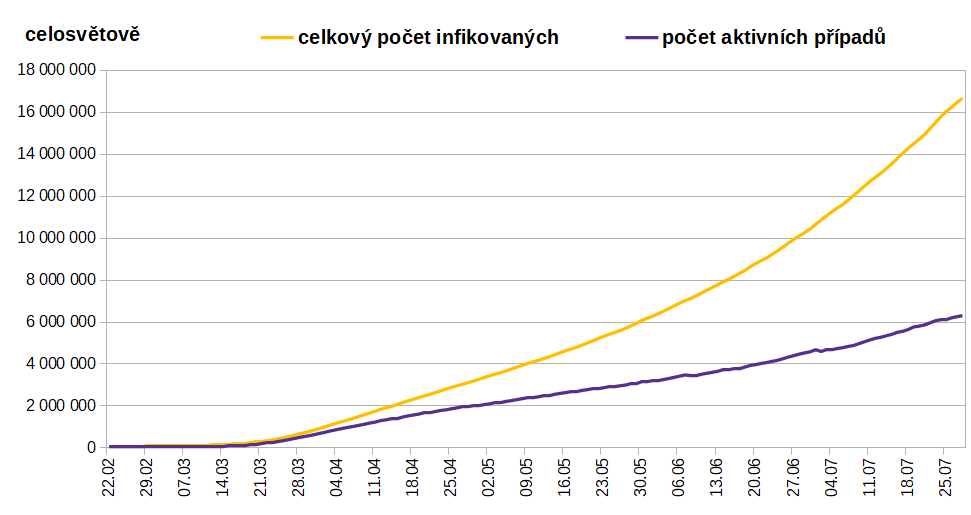 celosvětově
celkový počet infikovaných
počet aktivních případů
18 000 000
16 000 000
14 000 000
12 000 000
10 000 000
8 000 000
6 000 000
4 000 000
2 000 000
0
22.02
29.02
07.03
14.03
21.03
28.03
04.04
11.04
18.04
25.04
02.05
09.05
16.05
23.05
30.05
06.06
13.06
20.06
27.06
04.07
11.07
18.07
25.07